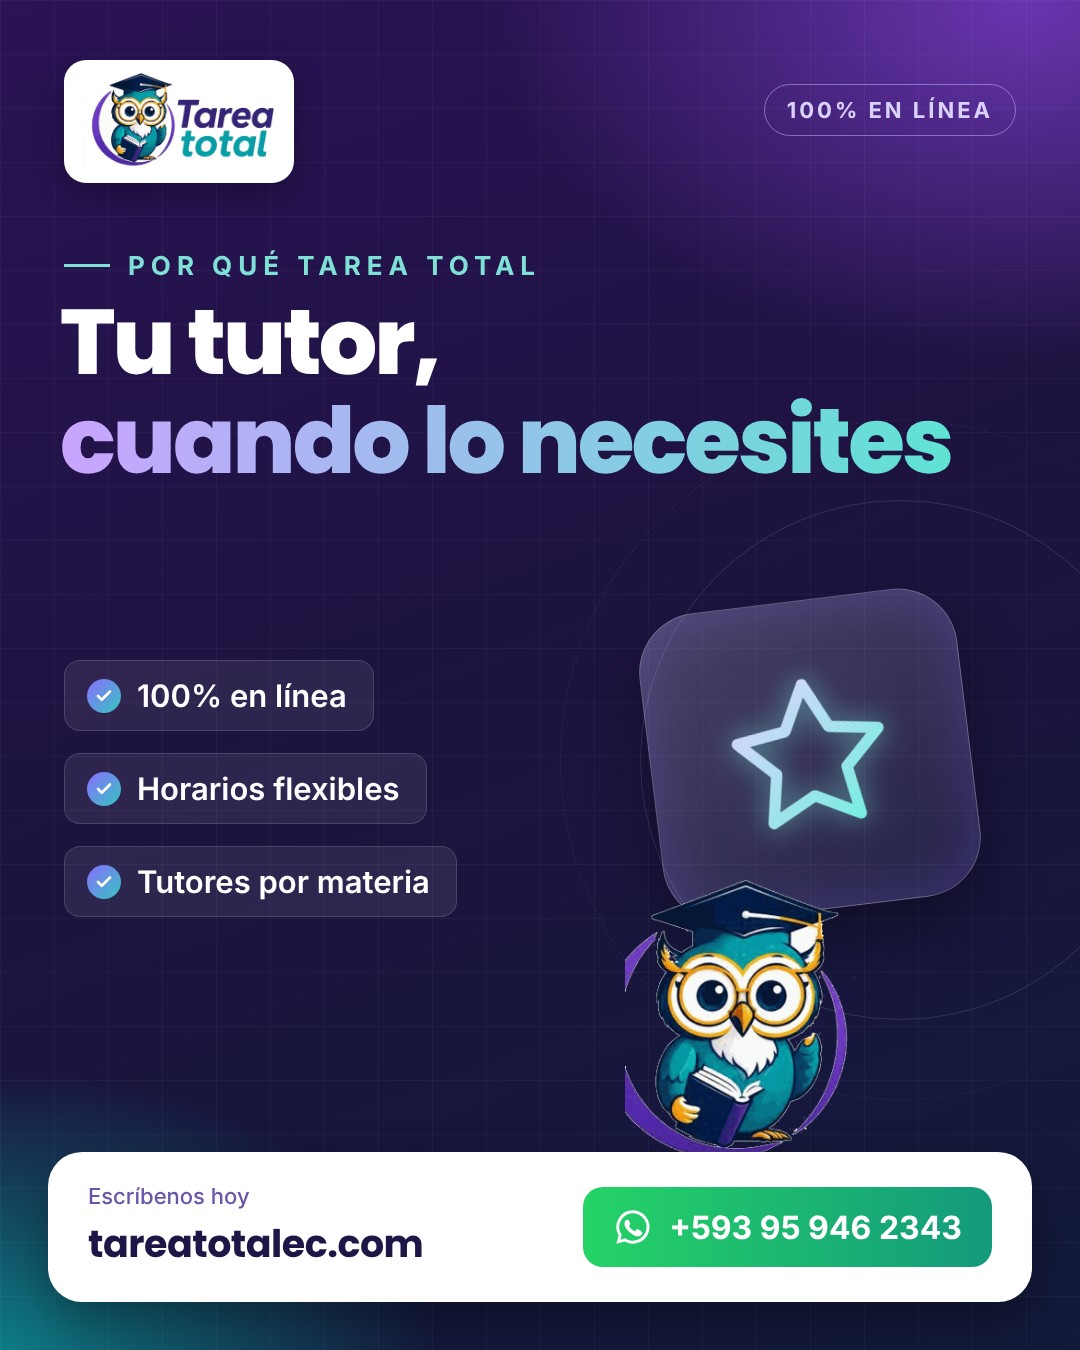 Tarea
total
100% EN LÍNEA
POR QUÉ TAREA TOTAL
Tu tutor,
cuando lo necesites
100% en línea
Horarios flexibles
Tutores por materia
Escríbenos hoy
tareatotalec.com
+593 95 946 2343